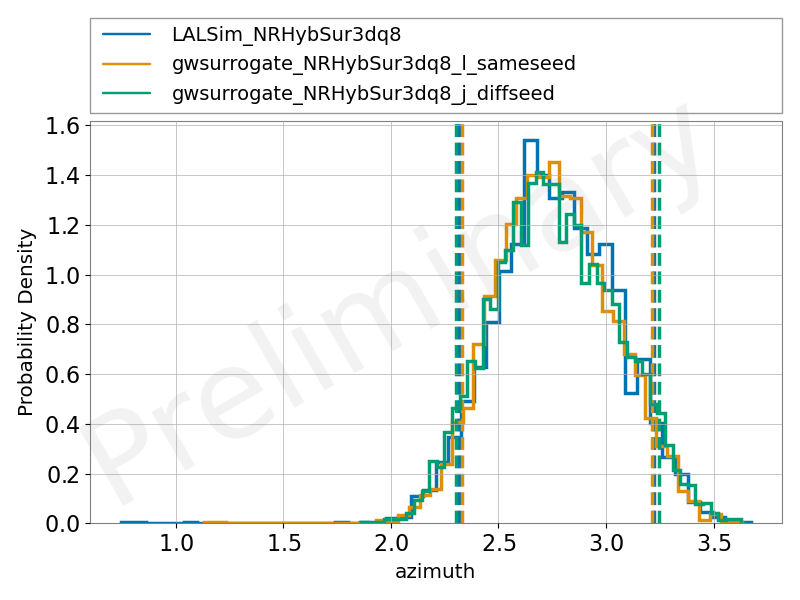 LALSim_NRHybSur3dq8
gwsurrogate_NRHybSur3dq8_l_sameseed
gwsurrogate_NRHybSur3dq8_j_diffseed
Preliminary
Probability Density
1.6
1.4
1.2
1.0
0.8
0.6
0.4
0.2
0.0
1.0 1.5 2.0 2.5 3.0 3.5
azimuth